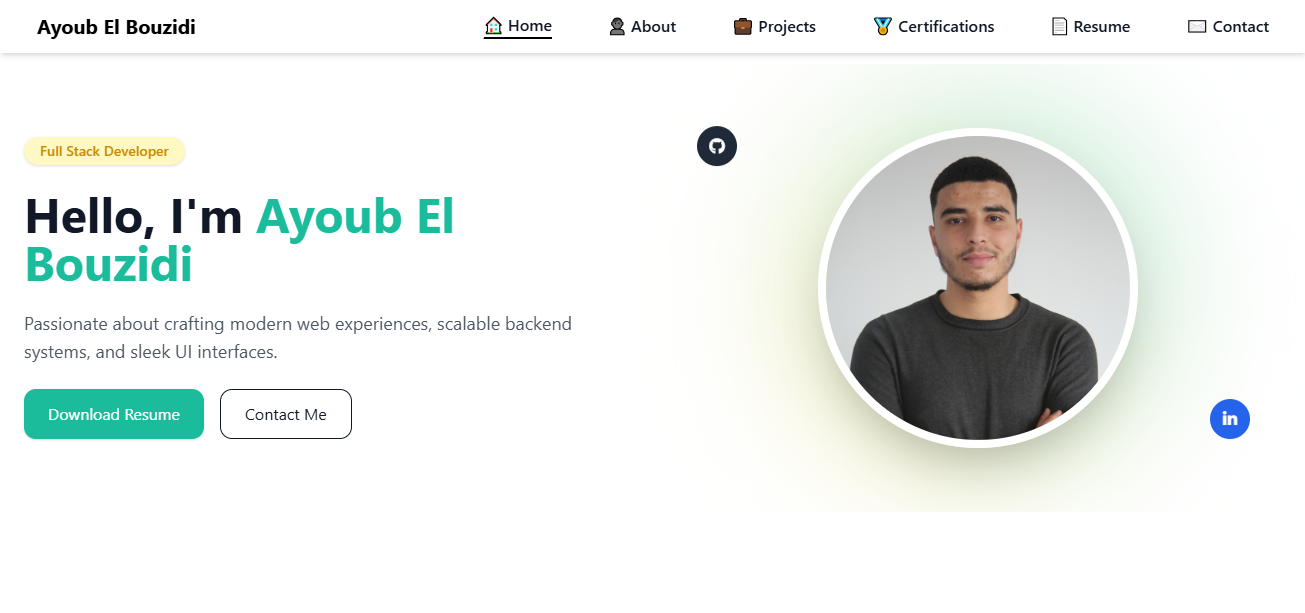 Ayoub El Bouzidi
Home
About
Projects
Certifications
Resume
Contact
Full Stack Developer
Hello, I'm Ayoub El
Bouzidi
Passionate about crafting modern web experiences, scalable backend
systems, and sleek UI interfaces.
Download Resume
Contact Me
in